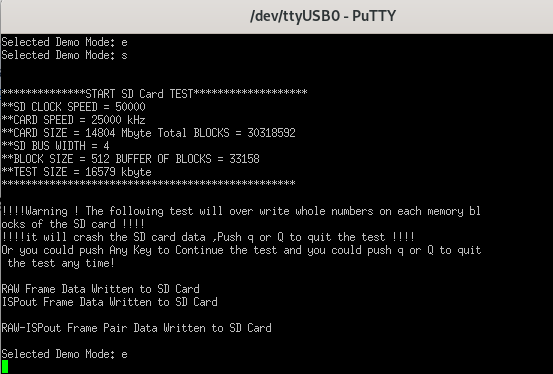 /dev/ttyUSB0 - PuTTY
Selected Demo Mode: e
Selected Demo Mode: s
**************START SD Card TEST*******************
**SD CLOCK SPEED = 50000
**CARD SPEED = 25000 kHz
**CARD SIZE = 14804 Mbyte Total BLOCKS = 30318592
**SD BUS WIDTH = 4
**BLOCK SIZE = 512 BUFFER OF BLOCKS = 33158
**TEST SIZE = 16579 kbyte
*************************************************
!!!!Warning ! The following test will over write whole numbers on each memory bl
ocks of the SD card !!!!
!!!!it will crash the SD card data ,Push q or Q to quit the test !!!!
Or you could push Any Key to Continue the test and you could push q or Q to quit
 the test any time!
RAW Frame Data Written to SD Card
ISPout Frame Data Written to SD Card
RAW-ISPout Frame Pair Data Written to SD Card
Selected Demo Mode: e